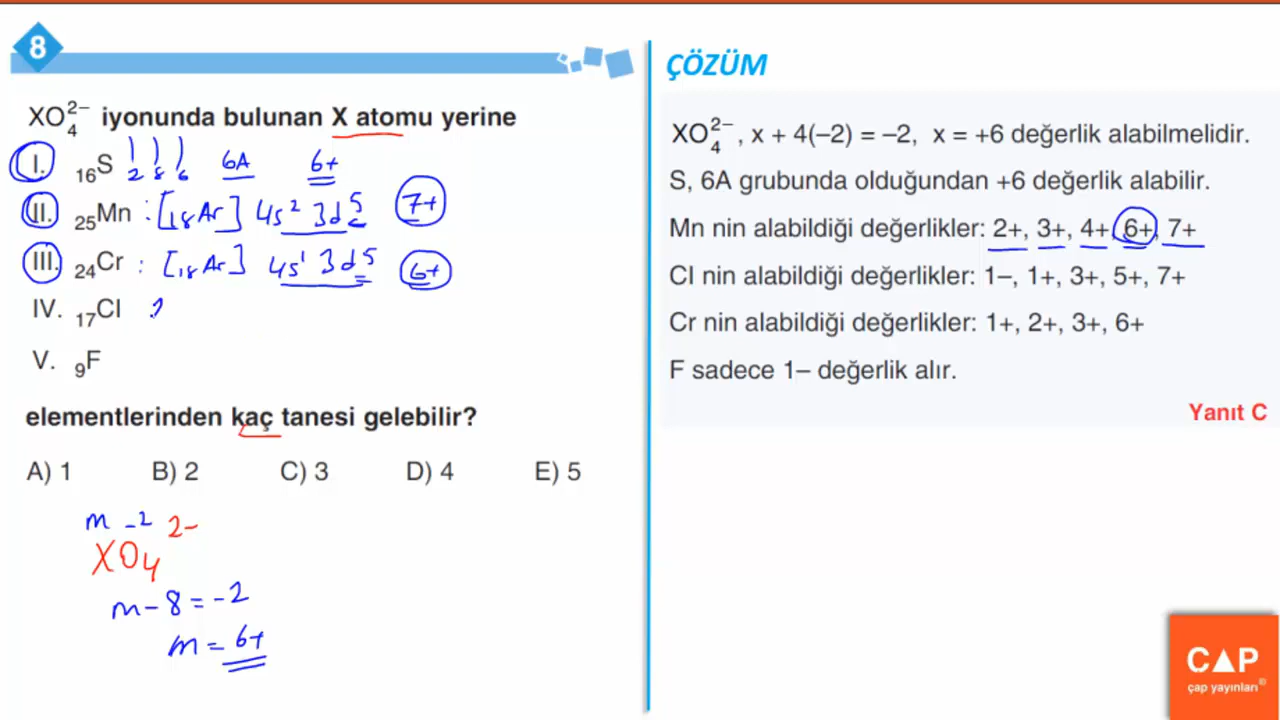 8
XO₄²⁻ iyonunda bulunan X atomu yerine
I. ₁₆S 2 8 6 6A 6+
II. ₂₅Mn : [₁₈Ar] 4s² 3d⁵ 7+
III. ₂₄Cr : [₁₈Ar] 4s¹ 3d⁵ 6+
IV. ₁₇Cl
V. ₉F
elementlerinden kaç tanesi gelebilir?
A) 1 B) 2 C) 3 D) 4 E) 5
m -2 2-
XO₄
m - 8 = -2
m = 6+
ÇÖZÜM
XO₄²⁻ , x + 4(–2) = –2, x = +6 değerlik alabilmelidir.
S, 6A grubunda olduğundan +6 değerlik alabilir.
Mn nin alabildiği değerlikler: 2+, 3+, 4+, 6+, 7+
Cl nin alabildiği değerlikler: 1–, 1+, 3+, 5+, 7+
Cr nin alabildiği değerlikler: 1+, 2+, 3+, 6+
F sadece 1– değerlik alır.
Yanıt C
ÇAP
çap yayınları®